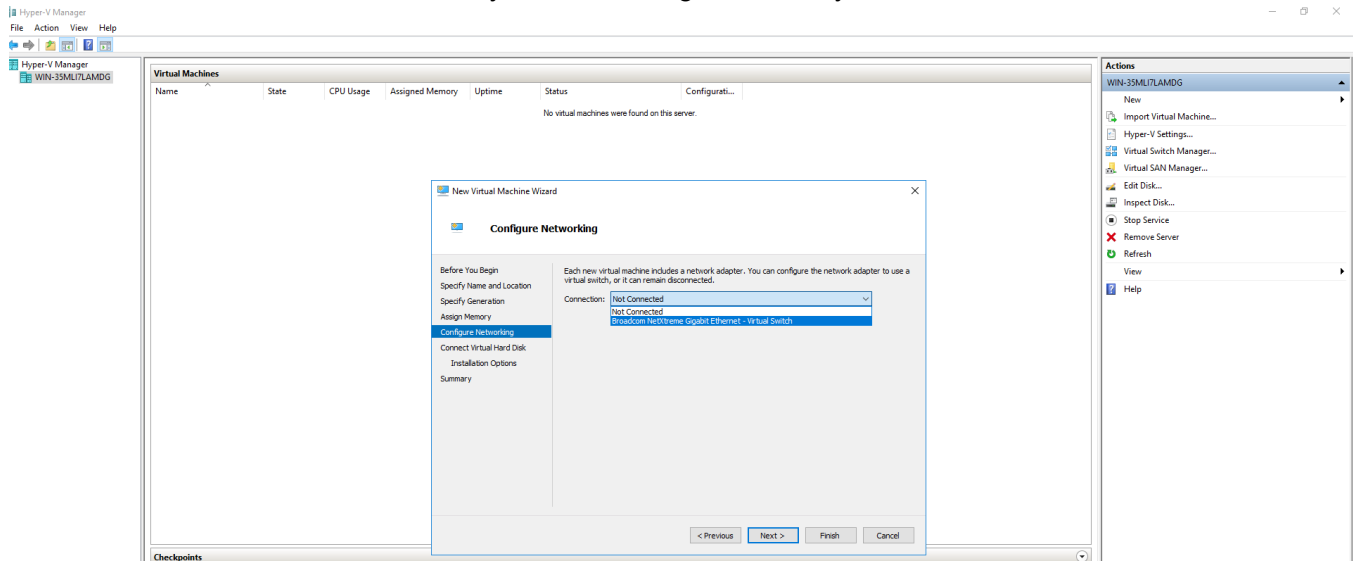 Hyper-V Manager
File Action View Help
Hyper-V Manager
WIN-35MLI7LAMDG
Virtual Machines
Name State CPU Usage Assigned Memory Uptime Status Configurati...
No virtual machines were found on this server.
New Virtual Machine Wizard
Configure Networking
Before You Begin
Specify Name and Location
Specify Generation
Assign Memory
Configure Networking
Connect Virtual Hard Disk
Installation Options
Summary
Each new virtual machine includes a network adapter. You can configure the network adapter to use a
virtual switch, or it can remain disconnected.
Connection: Not Connected
Not Connected
Broadcom NetXtreme Gigabit Ethernet - Virtual Switch
< Previous Next > Finish Cancel
Checkpoints
Actions
WIN-35MLI7LAMDG
New
Import Virtual Machine...
Hyper-V Settings...
Virtual Switch Manager...
Virtual SAN Manager...
Edit Disk...
Inspect Disk...
Stop Service
Remove Server
Refresh
View
Help